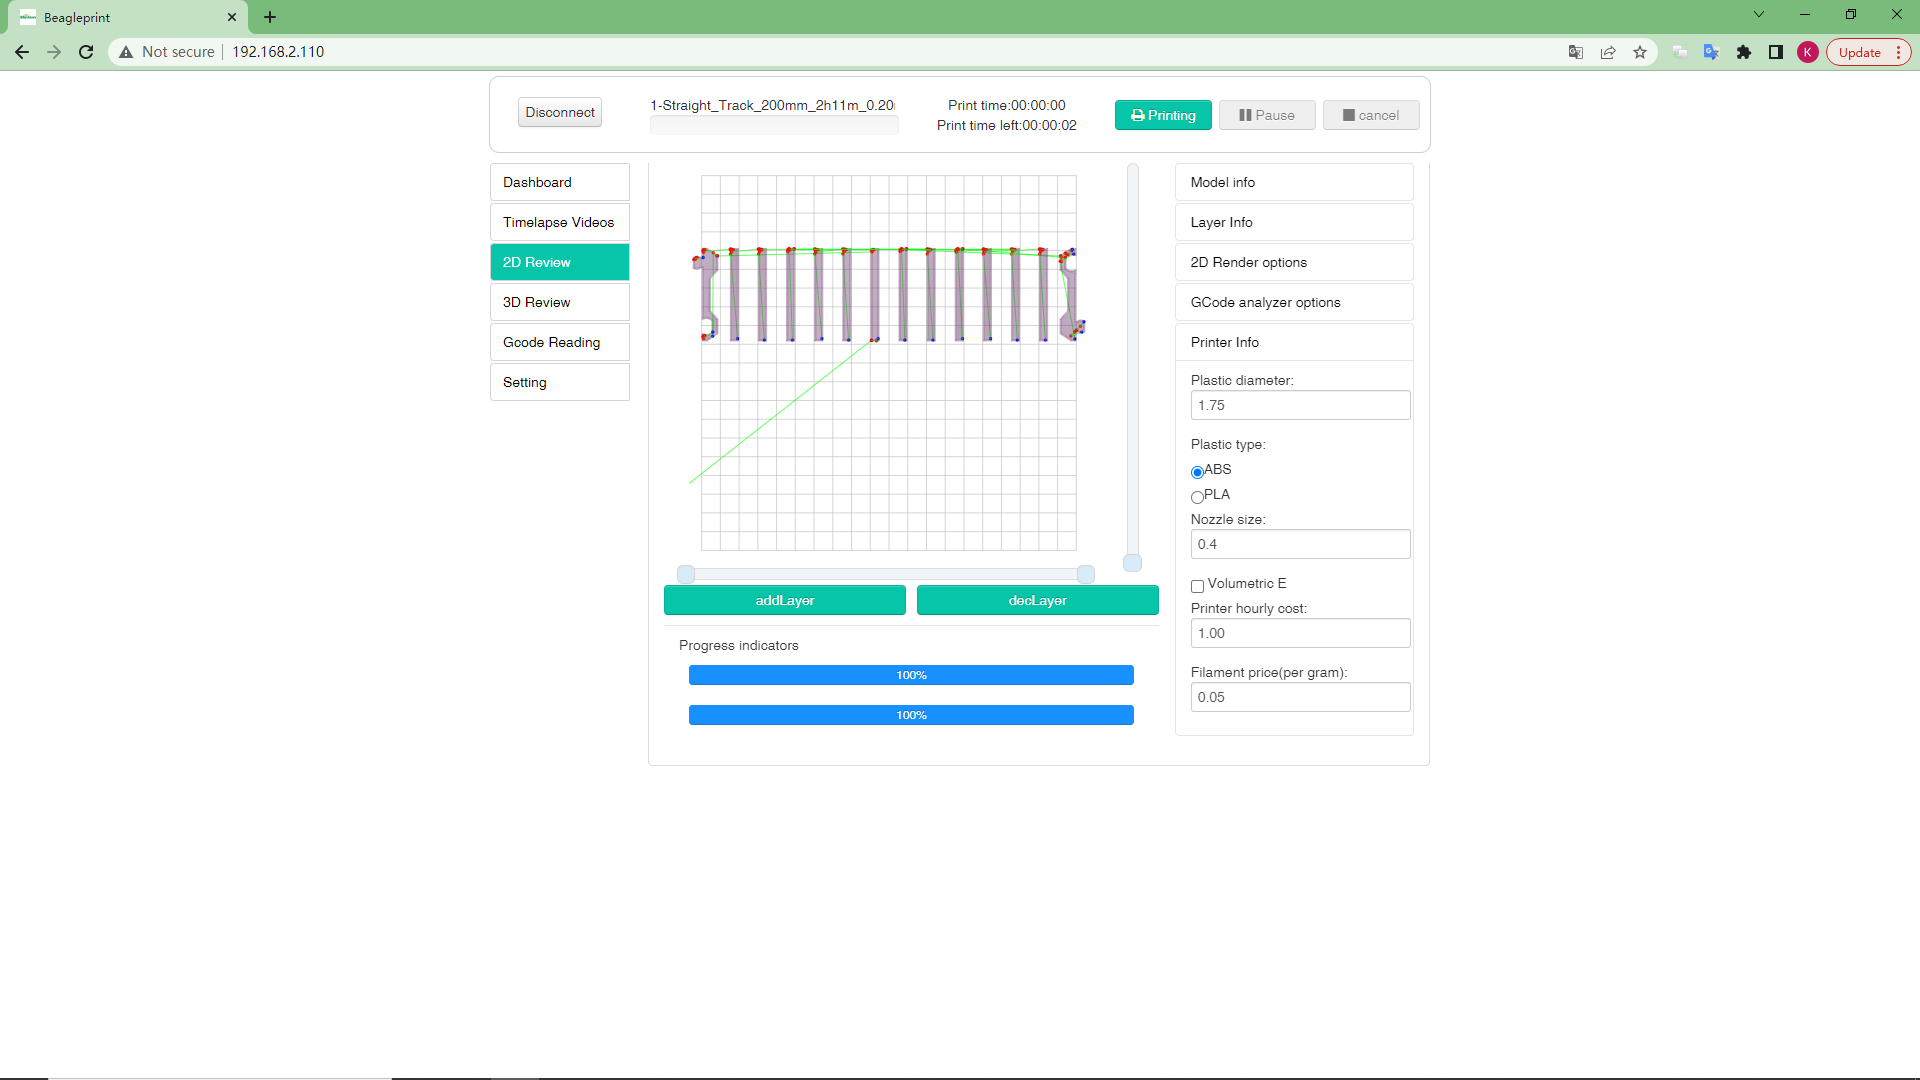 Beagleprint
Not secure
192.168.2.110
K
Update
Disconnect
1-Straight_Track_200mm_2h11m_0.20
Print time:00:00:00
Print time left:00:00:02
Printing
Pause
cancel
Dashboard
Timelapse Videos
2D Review
3D Review
Gcode Reading
Setting
addLayer
decLayer
Progress indicators
100%
100%
Model info
Layer Info
2D Render options
GCode analyzer options
Printer Info
Plastic diameter:
1.75
Plastic type:
ABS
PLA
Nozzle size:
0.4
Volumetric E
Printer hourly cost:
1.00
Filament price(per gram):
0.05